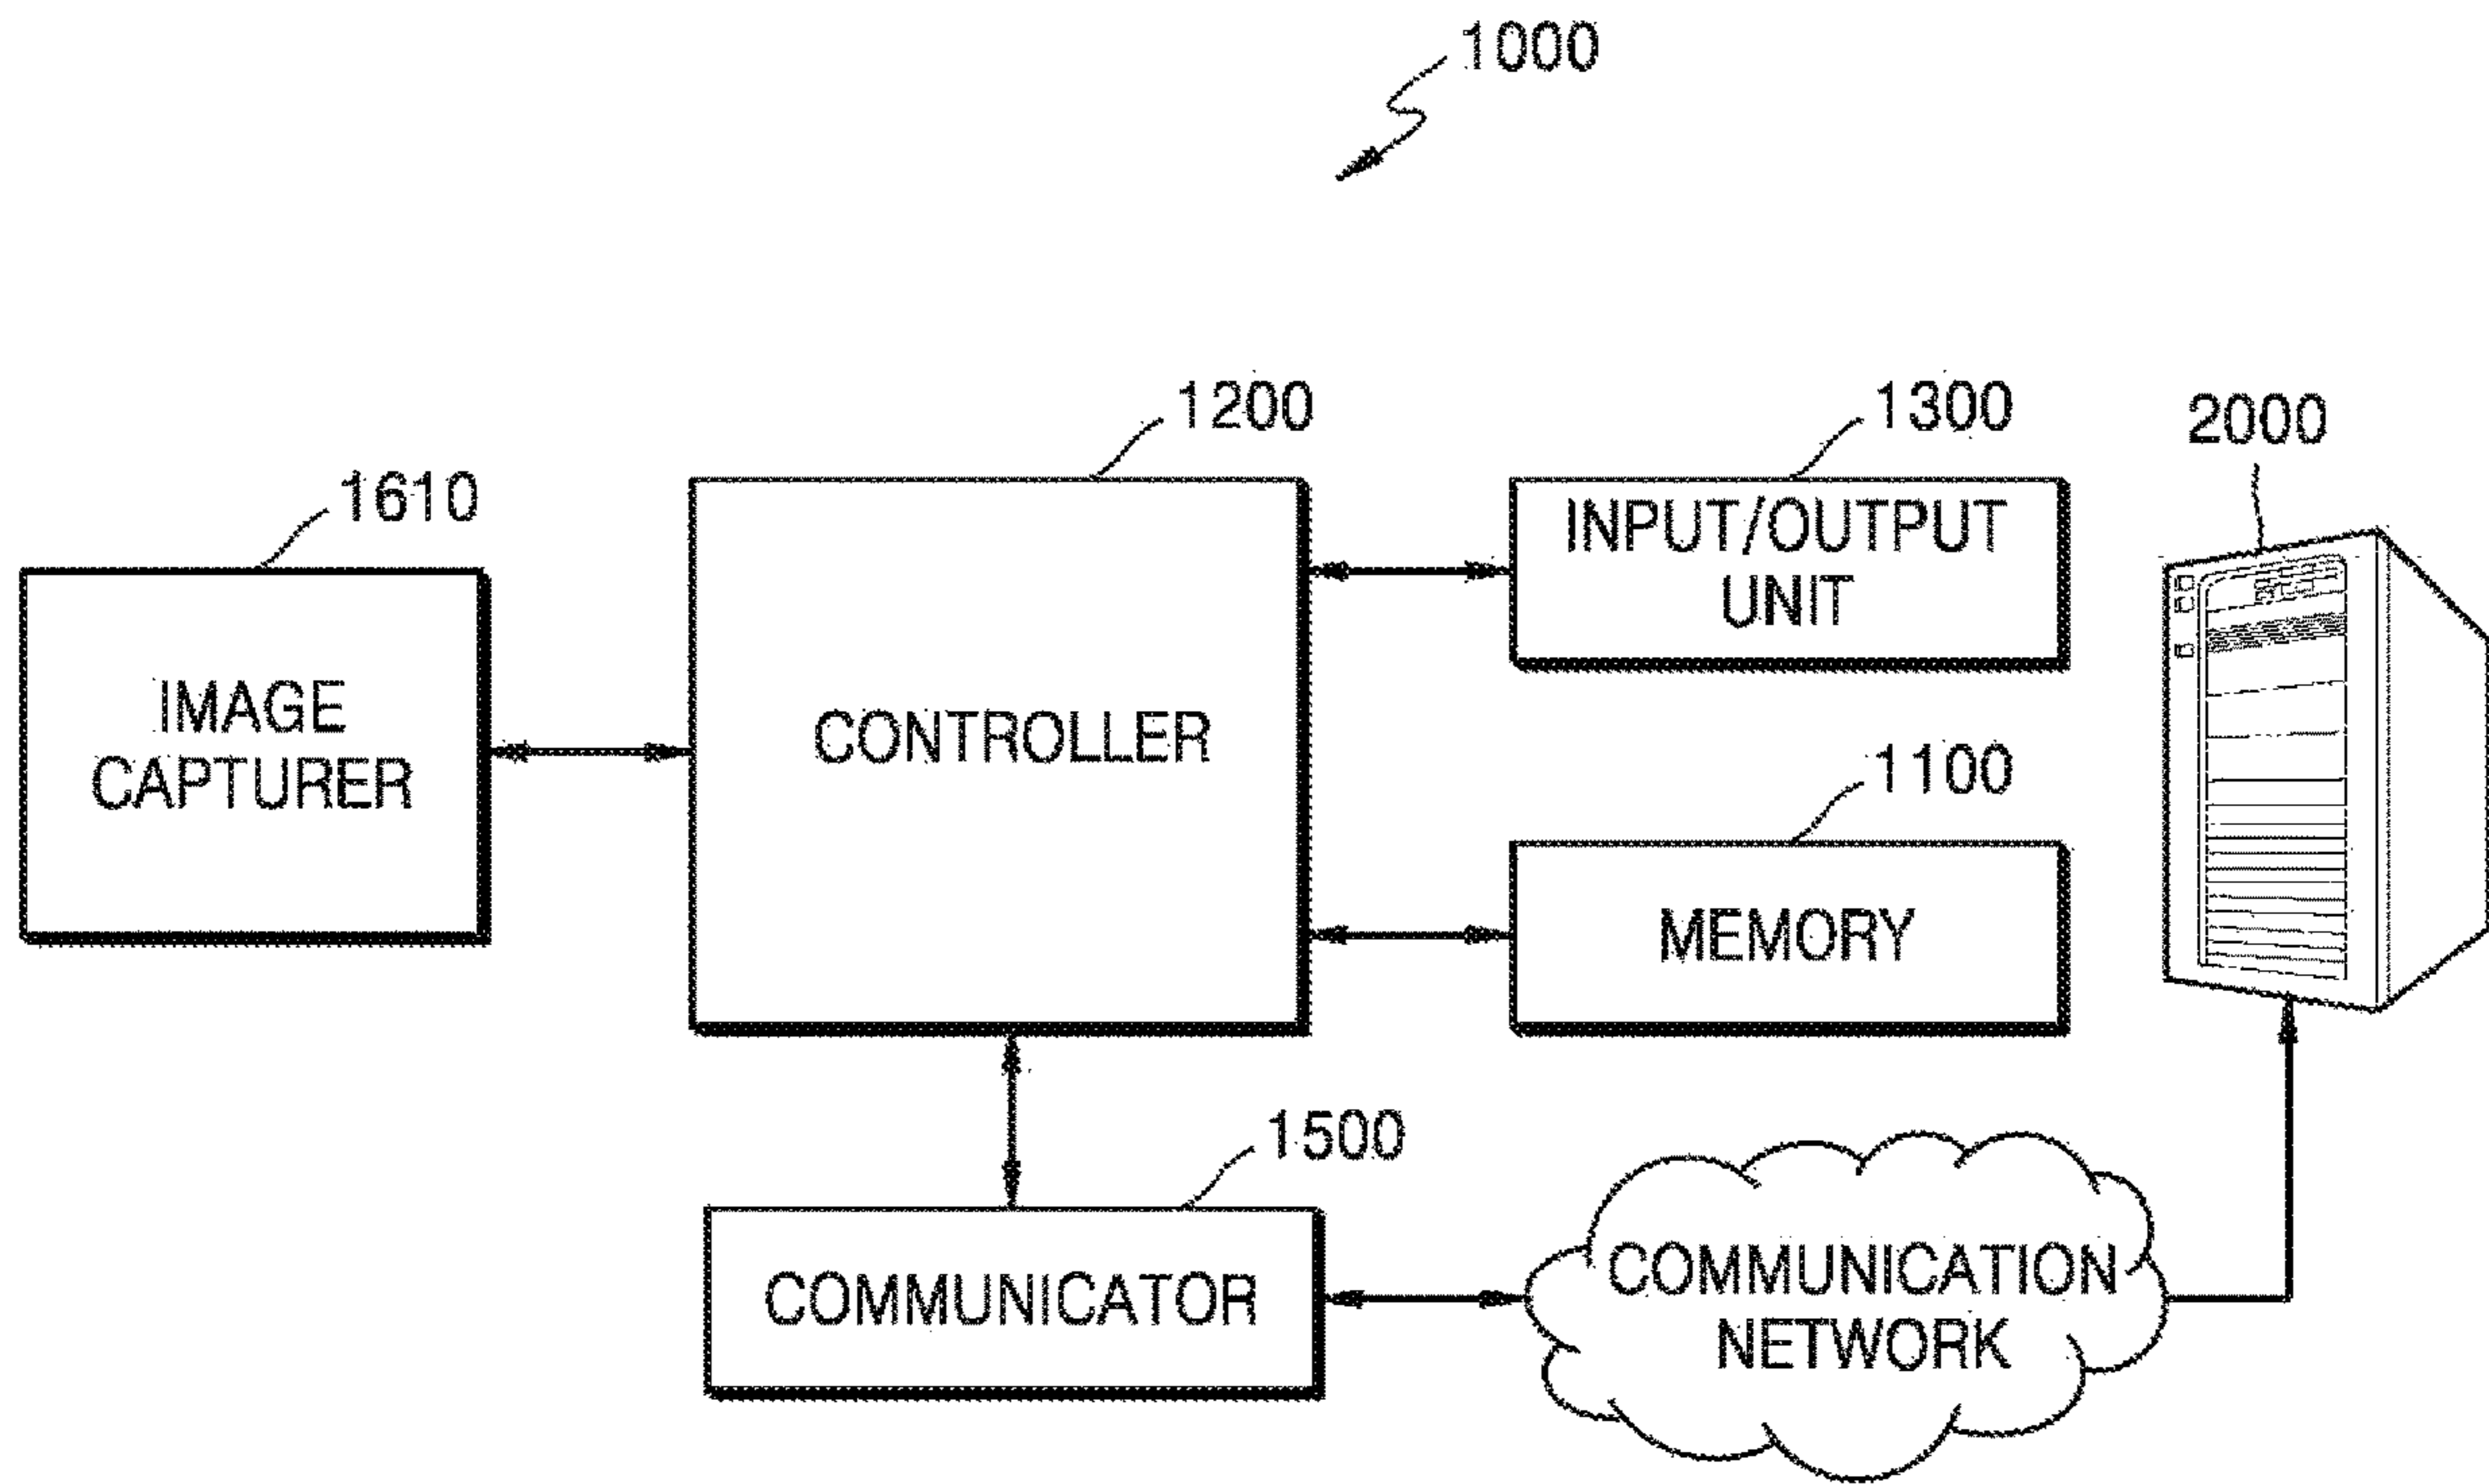 1000
1200
1300
2000
1610
INPUT/OUTPUT
UNIT
IMAGE
CAPTURER
CONTROLLER
1100
MEMORY
1500
COMMUNICATOR
COMMUNICATION
NETWORK